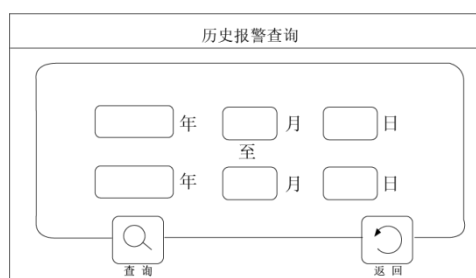 历史报警查询
年 月 日
至
年 月 日
查 询 返 回